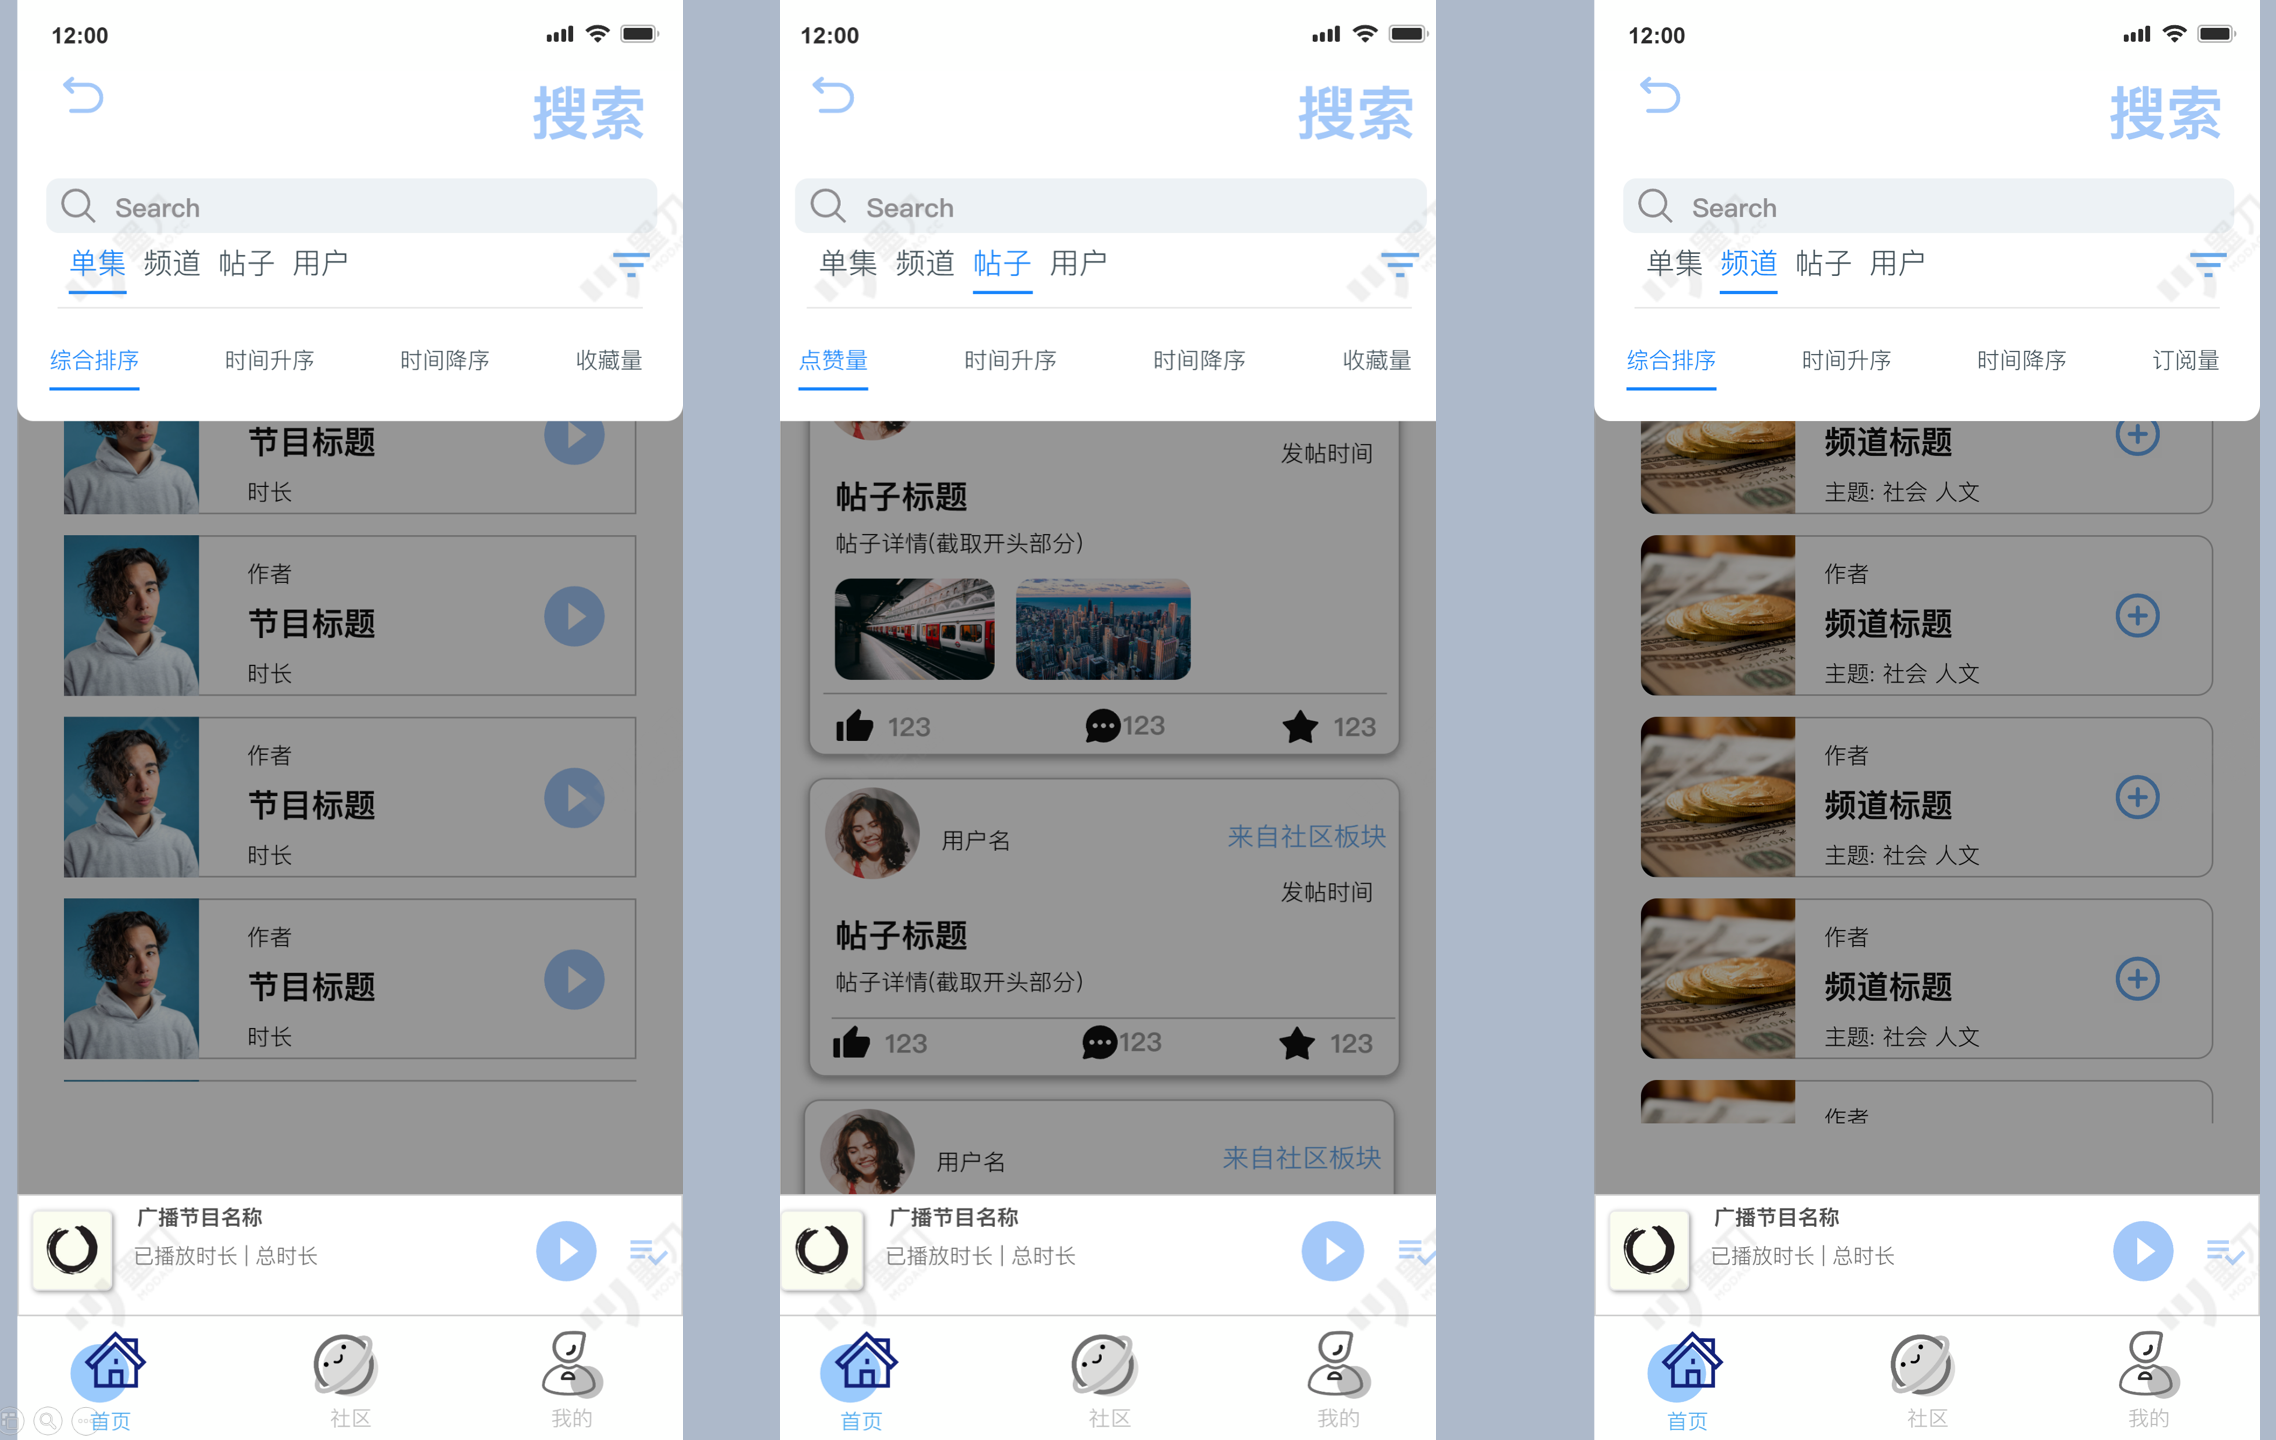 12:00
搜索
Search
单集 频道 帖子 用户
综合排序 时间升序 时间降序 收藏量
节目标题
时长
作者
节目标题
时长
作者
节目标题
时长
作者
节目标题
时长
广播节目名称
已播放时长 | 总时长
首页 社区 我的
12:00
搜索
Search
单集 频道 帖子 用户
点赞量 时间升序 时间降序 收藏量
发帖时间
帖子标题
帖子详情(截取开头部分)
123 123 123
用户名 来自社区板块
发帖时间
帖子标题
帖子详情(截取开头部分)
123 123 123
用户名 来自社区板块
广播节目名称
已播放时长 | 总时长
首页 社区 我的
12:00
搜索
Search
单集 频道 帖子 用户
综合排序 时间升序 时间降序 订阅量
频道标题
主题: 社会 人文
作者
频道标题
主题: 社会 人文
作者
频道标题
主题: 社会 人文
作者
频道标题
主题: 社会 人文
作者
广播节目名称
已播放时长 | 总时长
首页 社区 我的